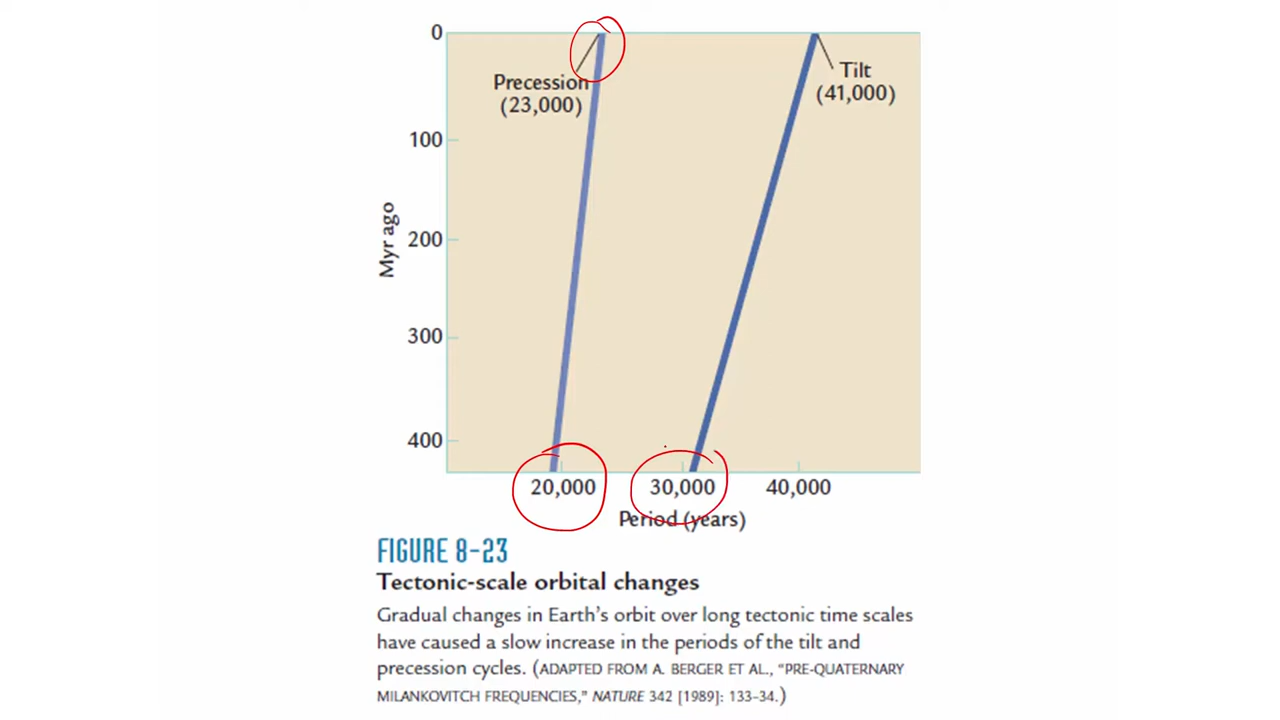 0
Precession
(23,000)
Tilt
(41,000)
100
200
300
400
Myr ago
20,000
30,000
40,000
Period (years)
FIGURE 8-23
Tectonic-scale orbital changes
Gradual changes in Earth's orbit over long tectonic time scales
have caused a slow increase in the periods of the tilt and
precession cycles. (ADAPTED FROM A. BERGER ET AL., "PRE-QUATERNARY
MILANKOVITCH FREQUENCIES," NATURE 342 [1989]: 133-34.)